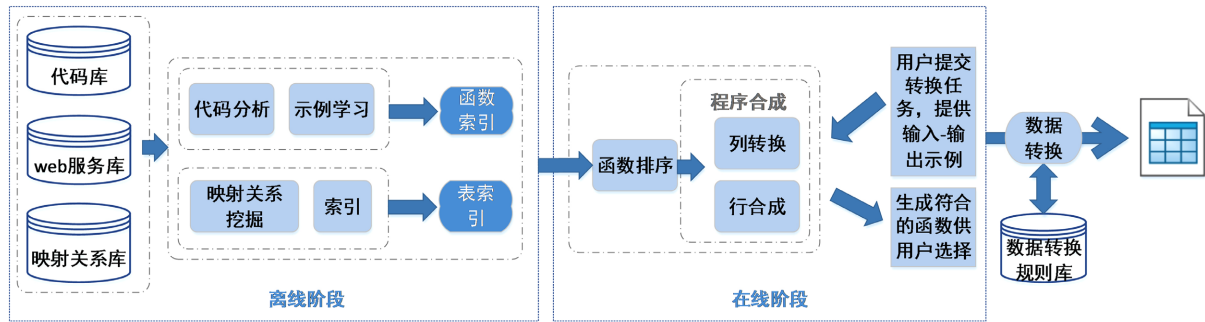 代码库
web服务库
映射关系库
代码分析
示例学习
函数
索引
映射关系
挖掘
索引
表索
引
离线阶段
函数排序
程序合成
列转换
行合成
用户提交
转换任
务，提供
输入-输
出示例
生成符合
的函数供
用户选择
在线阶段
数据
转换
数据转换
规则库